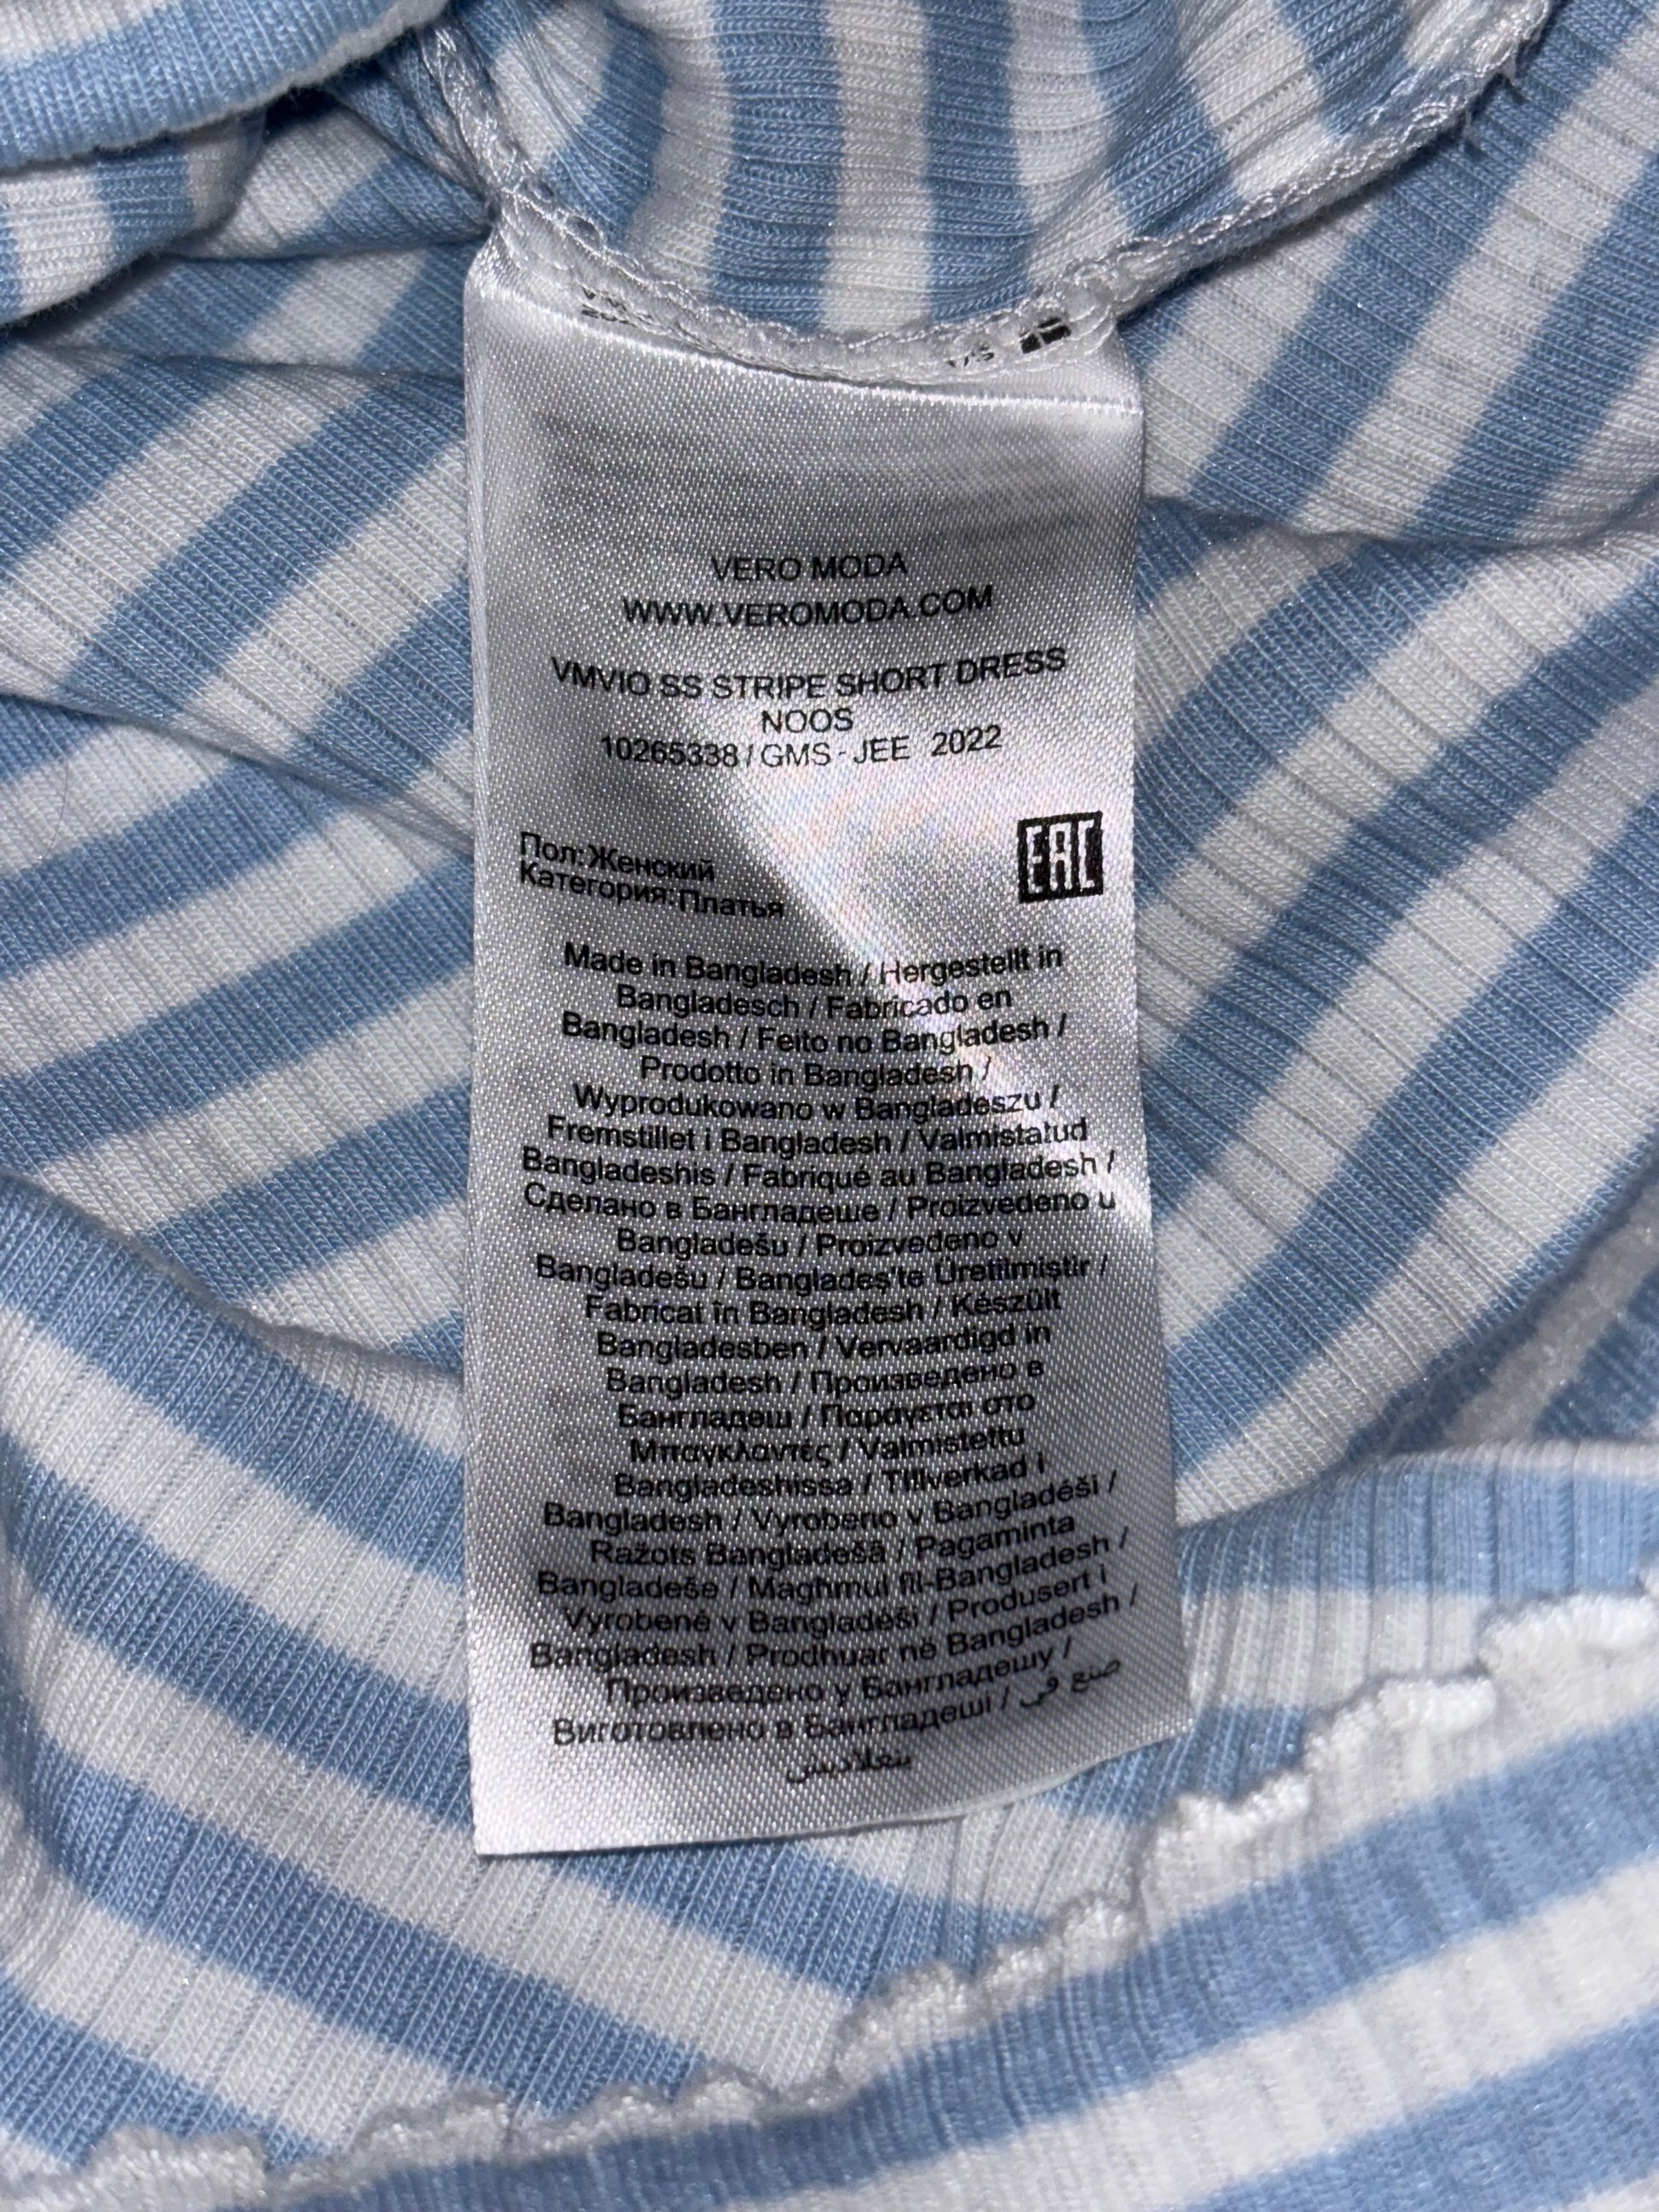 VERO MODA
WWW.VEROMODA.COM
VMVIO SS STRIPE SHORT DRESS
NOOS
10265338 / GMS - JEE 2022
Пол:Женский
Категория:Платья
EAC
Made in Bangladesh / Hergestellt in
Bangladesch / Fabricado en
Bangladesh / Feito no Bangladesh /
Prodotto in Bangladesh /
Wyprodukowano w Bangladeszu /
Fremstillet i Bangladesh / Valmistatud
Bangladeshis / Fabriqué au Bangladesh /
Сделано в Бангладеше / Proizvedeno u
Bangladešu / Proizvedeno v
Bangladešu / Bangladeş'te Üretilmiştir /
Fabricat în Bangladesh / Készült
Bangladesben / Vervaardigd in
Bangladesh / Произведено в
Бангладеш / Παράγεται στο
Μπαγκλαντές / Valmistettu
Bangladeshissa / Tillverkad i
Bangladesh / Vyrobeno v Bangladéši /
Ražots Bangladešā / Pagaminta
Bangladeše / Magħmul fil-Bangladesh /
Vyrobené v Bangladéši / Produsert i
Bangladesh / Prodhuar në Bangladesh /
Произведено у Бангладешу /
Виготовлено в Бангладеші / صنع في
بنغلاديش